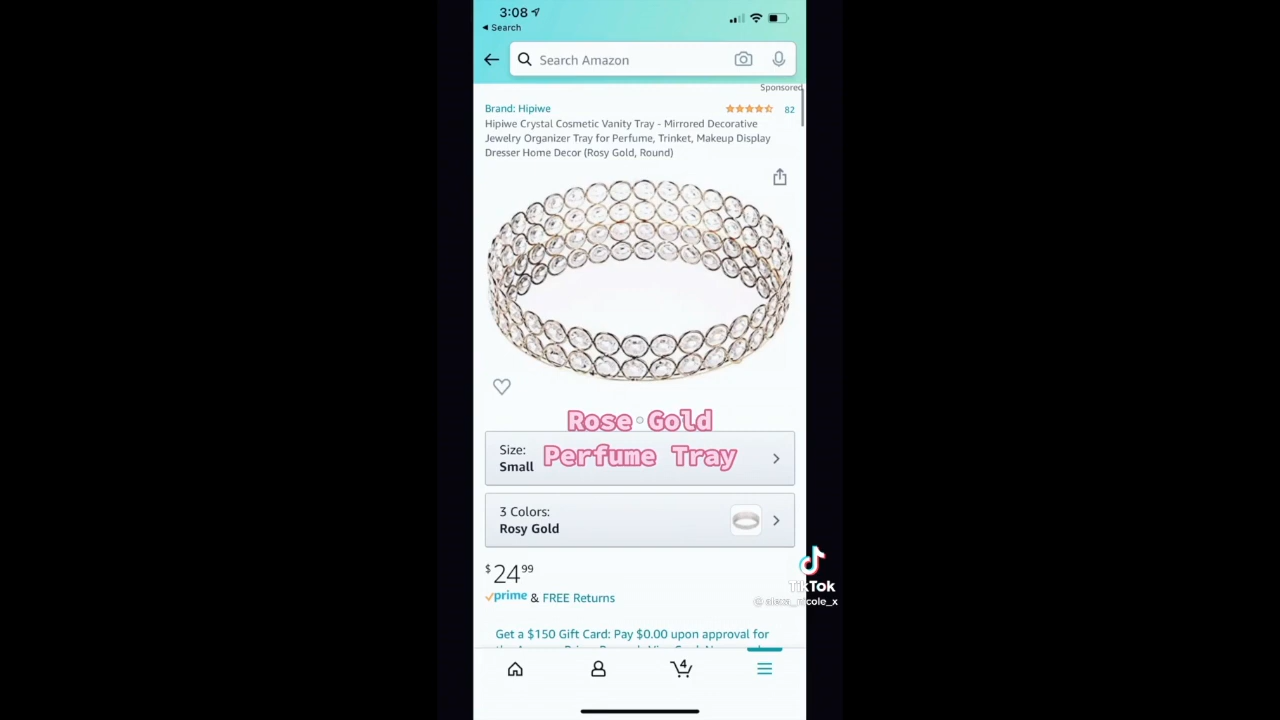 3:08
◀ Search
Search Amazon
Sponsored
Brand: Hipiwe
82
Hipiwe Crystal Cosmetic Vanity Tray - Mirrored Decorative
Jewelry Organizer Tray for Perfume, Trinket, Makeup Display
Dresser Home Decor (Rosy Gold, Round)
Rose Gold
Perfume Tray
Size:
Small
3 Colors:
Rosy Gold
$24.99
prime & FREE Returns
TikTok
Get a $150 Gift Card: Pay $0.00 upon approval for
4